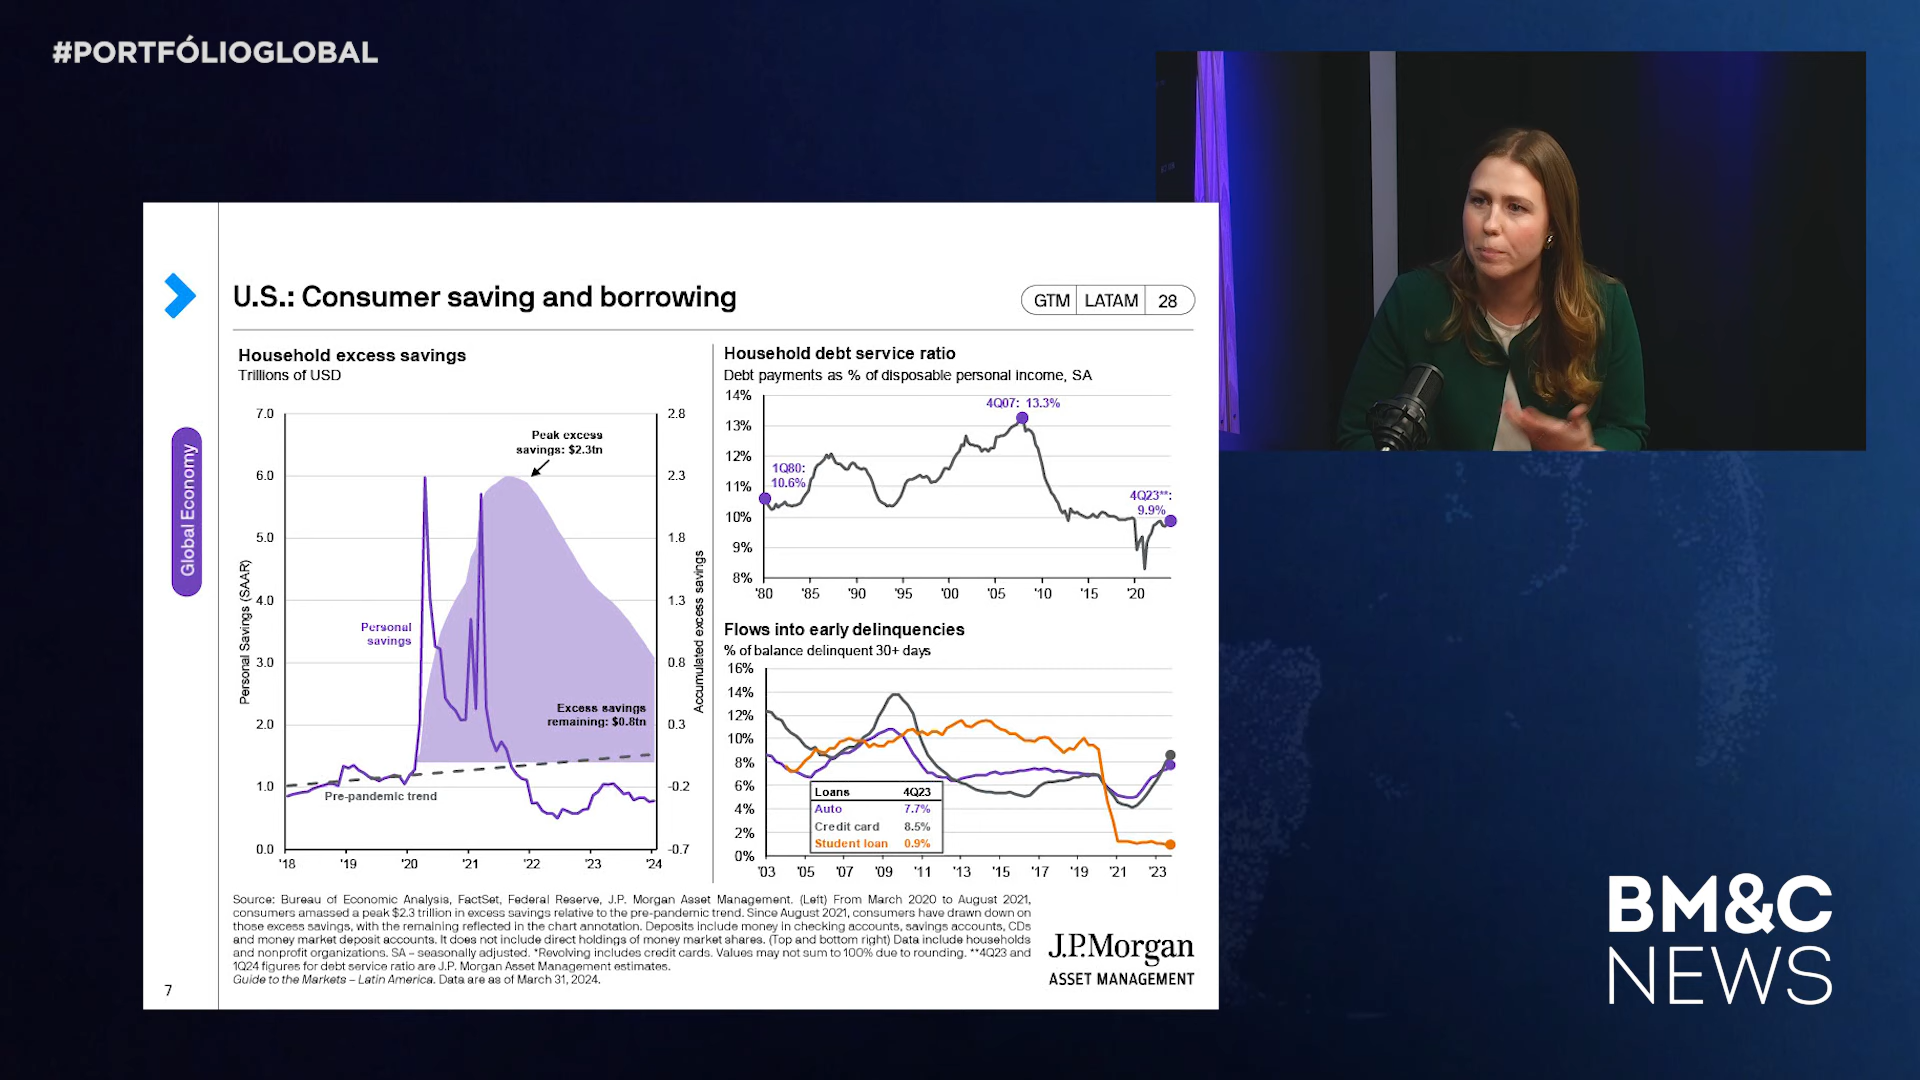 #PORTFÓLIOGLOBAL
U.S.: Consumer saving and borrowing
GTM LATAM 28
Global Economy
Household excess savings
Trillions of USD
Personal Savings (SAAR)
7.0
6.0
5.0
4.0
3.0
2.0
1.0
0.0
Peak excess
savings: $2.3tn
Personal
savings
Excess savings
remaining: $0.8tn
Pre-pandemic trend
2.8
2.3
1.8
1.3
0.8
0.3
-0.2
-0.7
Accumulated excess savings
'18 '19 '20 '21 '22 '23 '24
Household debt service ratio
Debt payments as % of disposable personal income, SA
14%
13%
12%
11%
10%
9%
8%
1Q80:
10.6%
4Q07: 13.3%
4Q23**:
9.9%
'80 '85 '90 '95 '00 '05 '10 '15 '20
Flows into early delinquencies
% of balance delinquent 30+ days
16%
14%
12%
10%
8%
6%
4%
2%
0%
Loans 4Q23
Auto 7.7%
Credit card 8.5%
Student loan 0.9%
'03 '05 '07 '09 '11 '13 '15 '17 '19 '21 '23
Source: Bureau of Economic Analysis, FactSet, Federal Reserve, J.P. Morgan Asset Management. (Left) From March 2020 to August 2021,
consumers amassed a peak $2.3 trillion in excess savings relative to the pre-pandemic trend. Since August 2021, consumers have drawn down on
those excess savings, with the remaining reflected in the chart annotation. Deposits include money in checking accounts, savings accounts, CDs
and money market deposit accounts. It does not include direct holdings of money market shares. (Top and bottom right) Data include households
and nonprofit organizations. SA – seasonally adjusted. *Revolving includes credit cards. Values may not sum to 100% due to rounding. **4Q23 and
1Q24 figures for debt service ratio are J.P. Morgan Asset Management estimates.
Guide to the Markets – Latin America. Data are as of March 31, 2024.
7
J.P.Morgan
ASSET MANAGEMENT
BM&C
NEWS